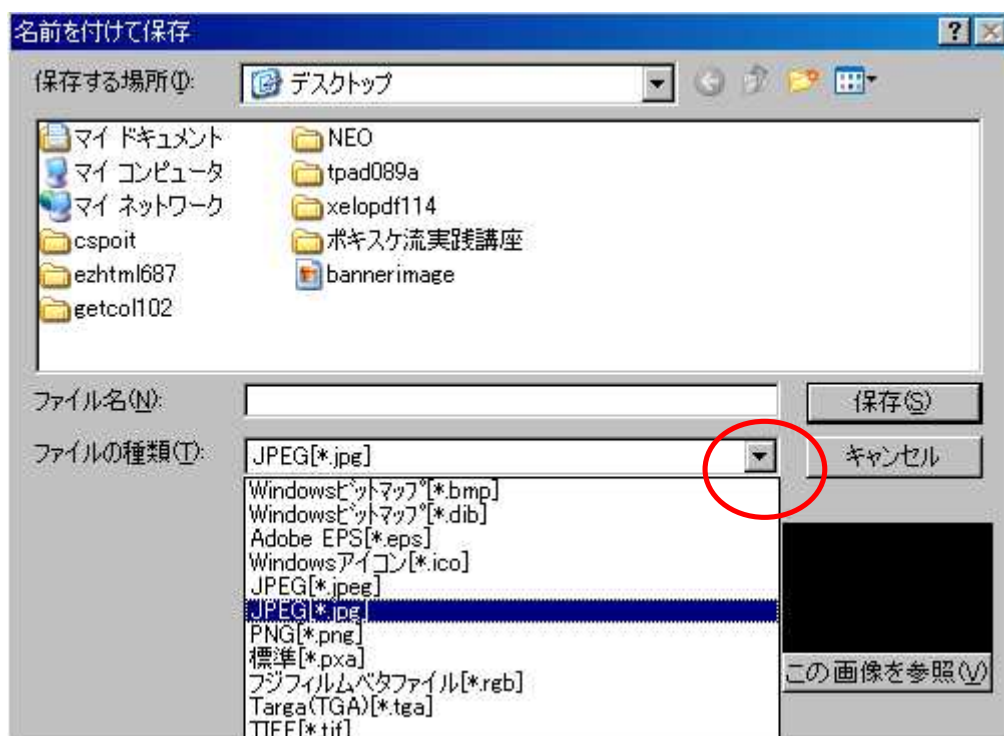 名前を付けて保存
保存する場所(I):
デスクトップ
マイ ドキュメント
マイ コンピュータ
マイ ネットワーク
cspoit
ezhtml687
getcol102
NEO
tpad089a
xelopdf114
ポキスケ流実践講座
bannerimage
ファイル名(N):
保存(S)
ファイルの種類(T):
JPEG[*.jpg]
キャンセル
Windowsビットマップ[*.bmp]
Windowsビットマップ[*.dib]
Adobe EPS[*.eps]
Windowsアイコン[*.ico]
JPEG[*.jpeg]
JPEG[*.jpg]
PNG[*.png]
標準[*.pxa]
フジフィルムベタファイル[*.rgb]
Targa(TGA)[*.tga]
TIFF[*.tif]
この画像を参照(V)